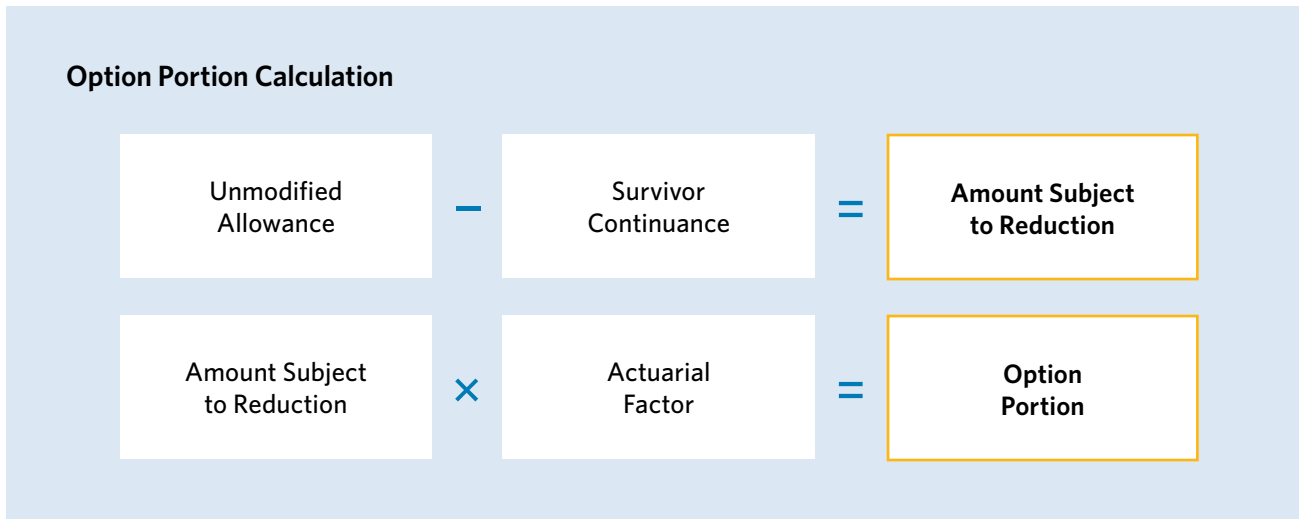 Option Portion Calculation
Unmodified
Allowance
−
Survivor
Continuance
=
Amount Subject
to Reduction
Amount Subject
to Reduction
×
Actuarial
Factor
=
Option
Portion